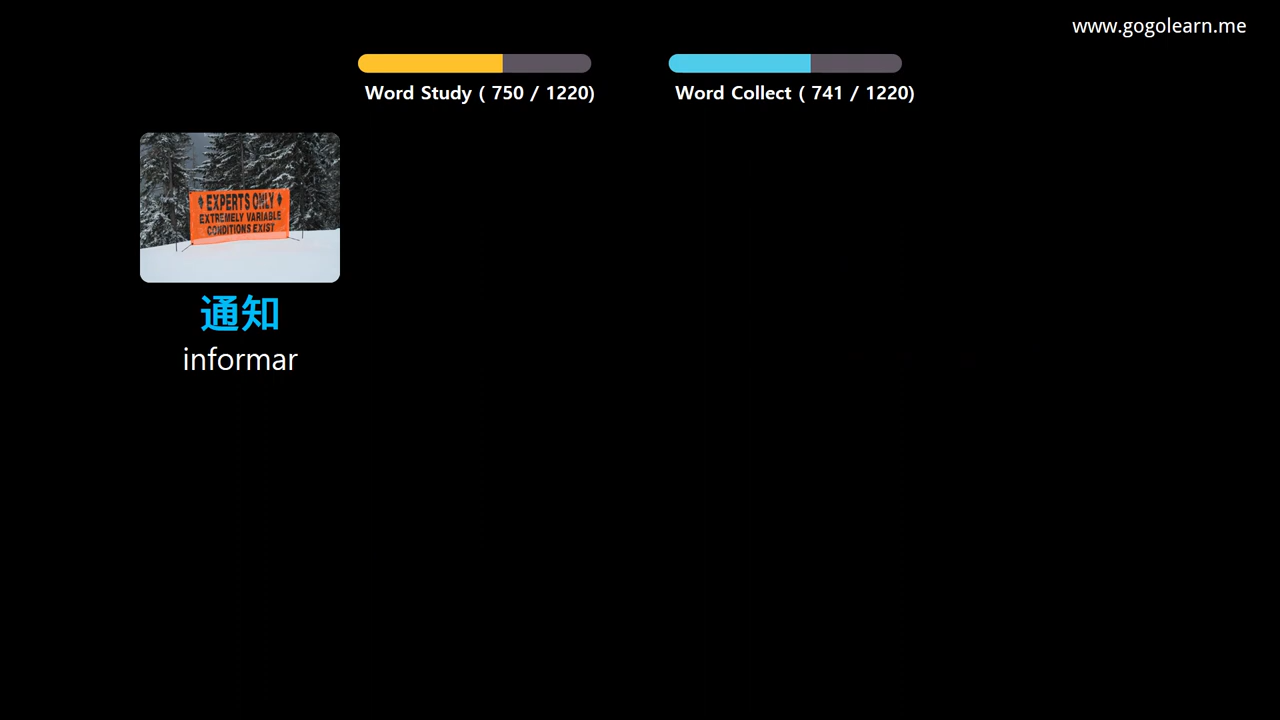 www.gogolearn.me
Word Study ( 750 / 1220)
Word Collect ( 741 / 1220)
EXPERTS ONLY
EXTREMELY VARIABLE
CONDITIONS EXIST
通知
informar